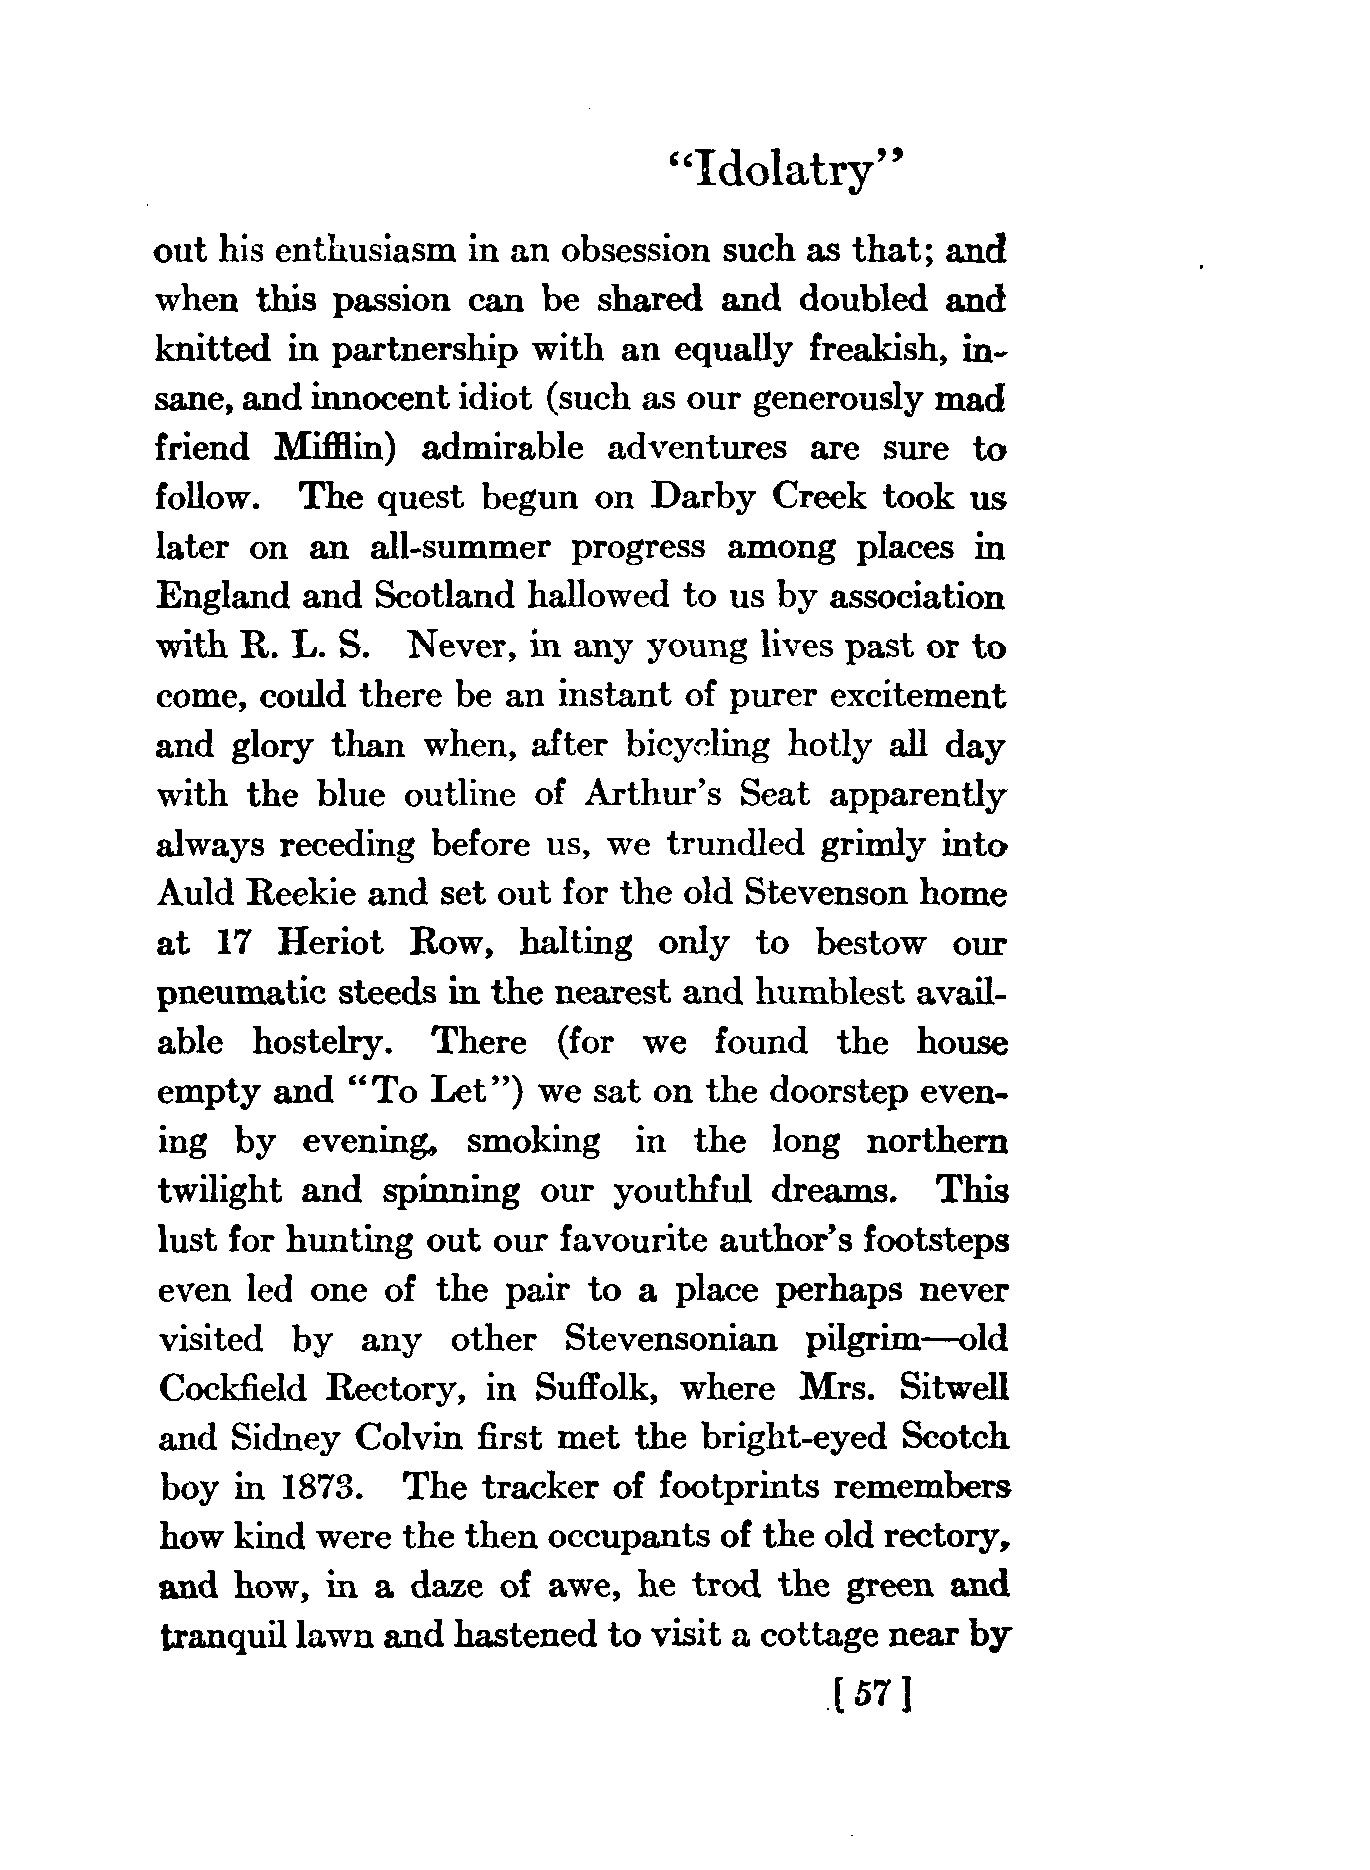 “Idolatry”
out his enthusiasm in an obsession such as that; and
when this passion can be shared and doubled and
knitted in partnership with an equally freakish, in-
sane, and innocent idiot (such as our generously mad
friend Mifflin) admirable adventures are sure to
follow. The quest begun on Darby Creek took us
later on an all-summer progress among places in
England and Scotland hallowed to us by association
with R. L. S. Never, in any young lives past or to
come, could there be an instant of purer excitement
and glory than when, after bicycling hotly all day
with the blue outline of Arthur’s Seat apparently
always receding before us, we trundled grimly into
Auld Reekie and set out for the old Stevenson home
at 17 Heriot Row, halting only to bestow our
pneumatic steeds in the nearest and humblest avail-
able hostelry. There (for we found the house
empty and “To Let”) we sat on the doorstep even-
ing by evening, smoking in the long northern
twilight and spinning our youthful dreams. This
lust for hunting out our favourite author’s footsteps
even led one of the pair to a place perhaps never
visited by any other Stevensonian pilgrim—old
Cockfield Rectory, in Suffolk, where Mrs. Sitwell
and Sidney Colvin first met the bright-eyed Scotch
boy in 1873. The tracker of footprints remembers
how kind were the then occupants of the old rectory,
and how, in a daze of awe, he trod the green and
tranquil lawn and hastened to visit a cottage near by
[57]